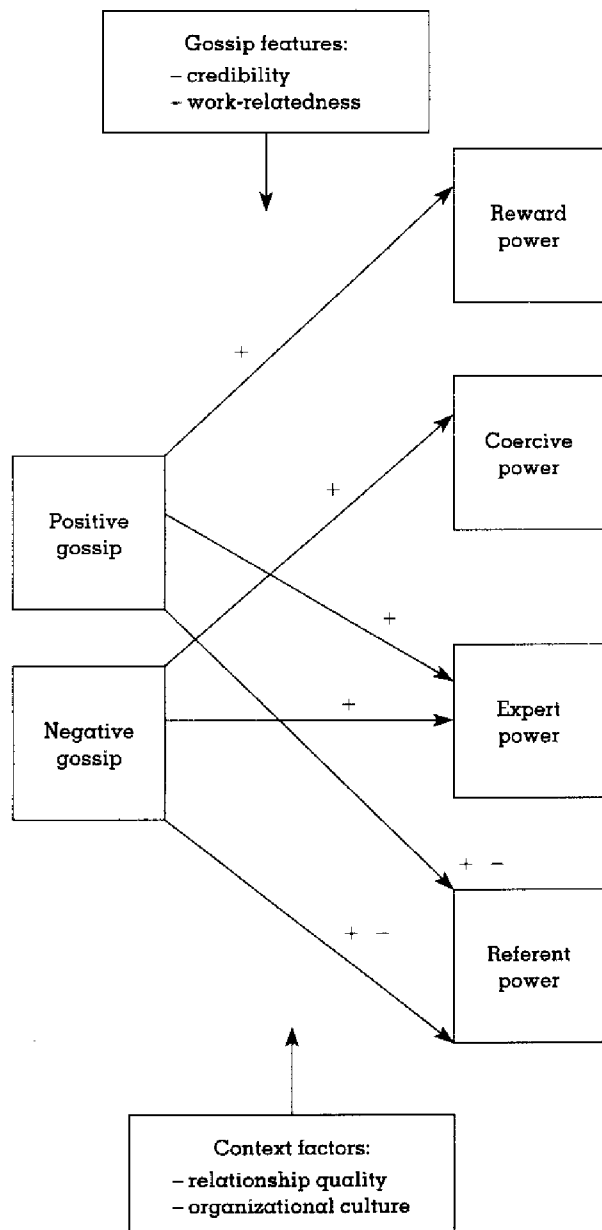 Gossip features:
– credibility
– work-relatedness
Reward
power
+
Coercive
power
+
Positive
gossip
+
Negative
gossip
+
Expert
power
+ –
+ –
Referent
power
Context factors:
– relationship quality
– organizational culture